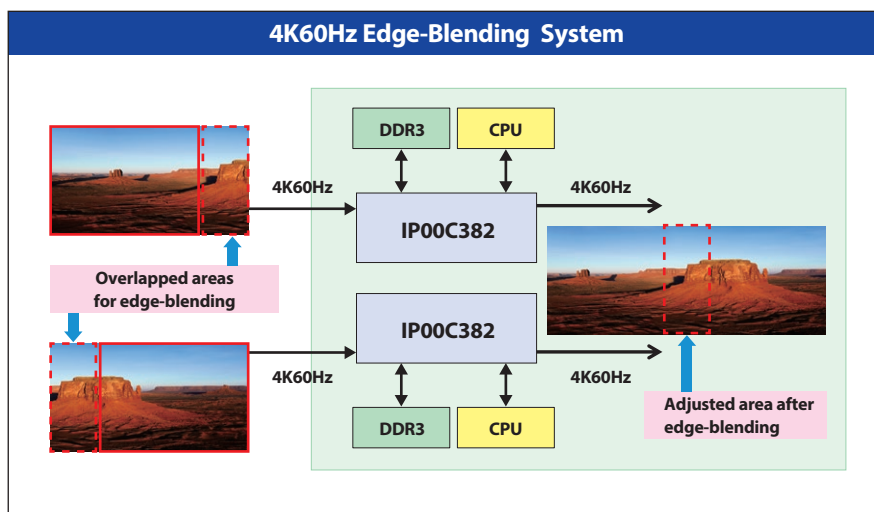 4K60Hz Edge-Blending System
DDR3
CPU
4K60Hz
4K60Hz
IP00C382
Overlapped areas
for edge-blending
IP00C382
4K60Hz
4K60Hz
DDR3
CPU
Adjusted area after
edge-blending